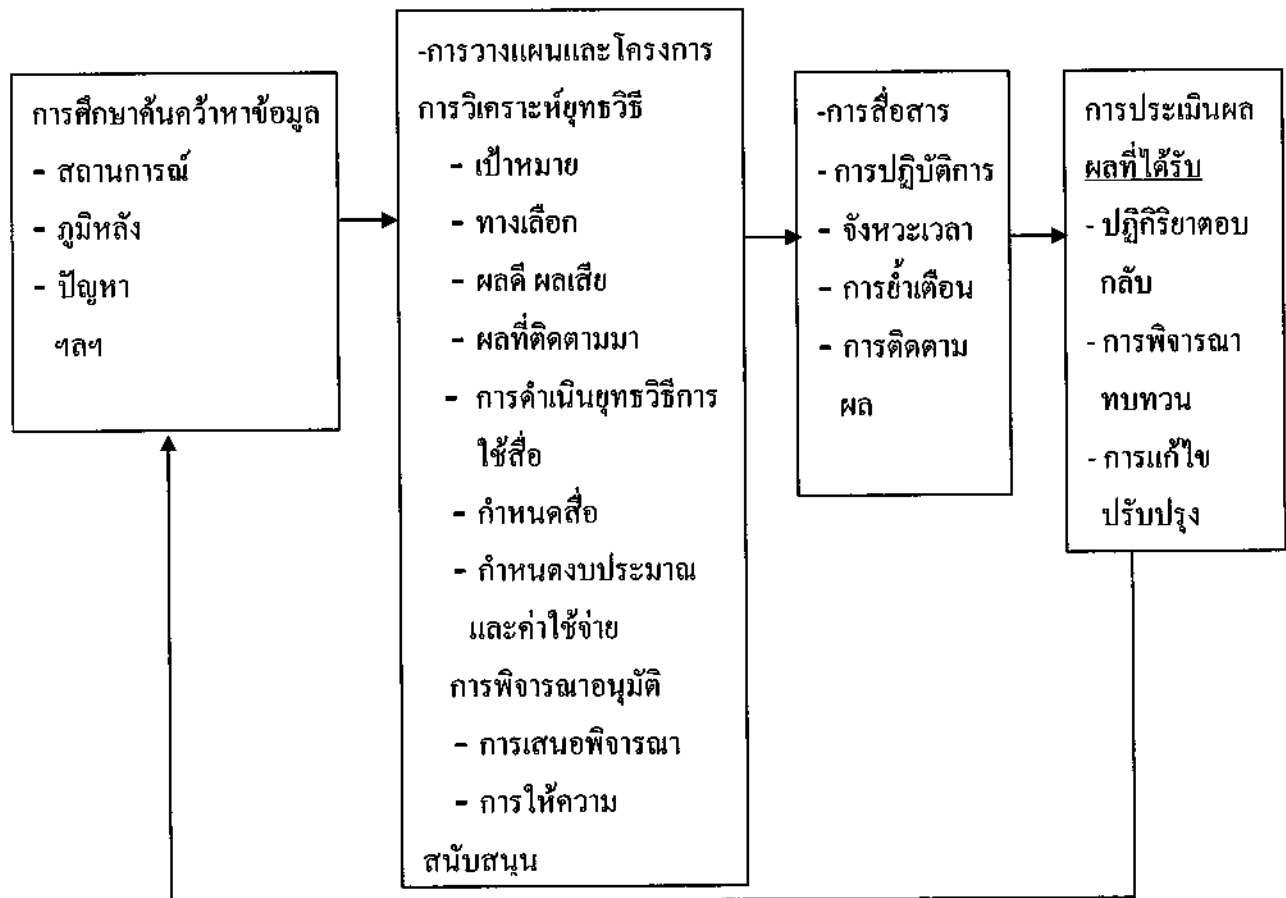 การศึกษาค้นคว้าหาข้อมูล
- สถานการณ์
- ภูมิหลัง
- ปัญหา
ฯลฯ
-การวางแผนและโครงการ
การวิเคราะห์ยุทธวิธี
- เป้าหมาย
- ทางเลือก
- ผลดี ผลเสีย
- ผลที่ติดตามมา
- การดำเนินยุทธวิธีการ
ใช้สื่อ
- กำหนดสื่อ
- กำหนดงบประมาณ
และค่าใช้จ่าย
การพิจารณาอนุมัติ
- การเสนอพิจารณา
- การให้ความ
สนับสนุน
-การสื่อสาร
- การปฏิบัติการ
- จังหวะเวลา
- การย้ำเตือน
- การติดตาม
ผล
การประเมินผล
ผลที่ได้รับ
- ปฏิกิริยาตอบ
กลับ
- การพิจารณา
ทบทวน
- การแก้ไข
ปรับปรุง